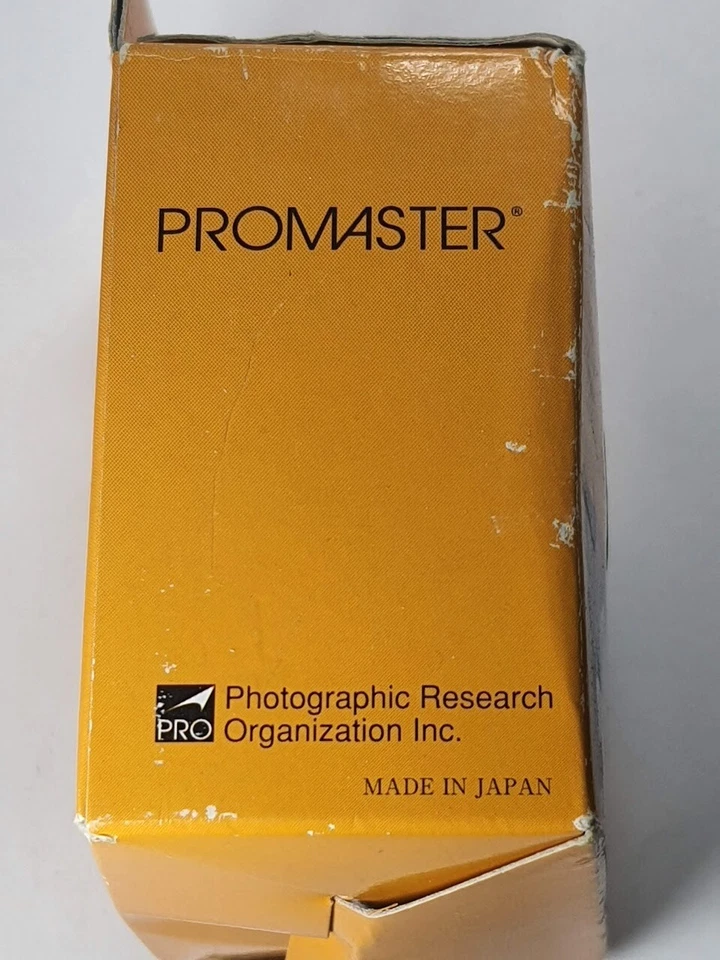 PROMASTER®
PRO
Photographic Research
Organization Inc.
MADE IN JAPAN